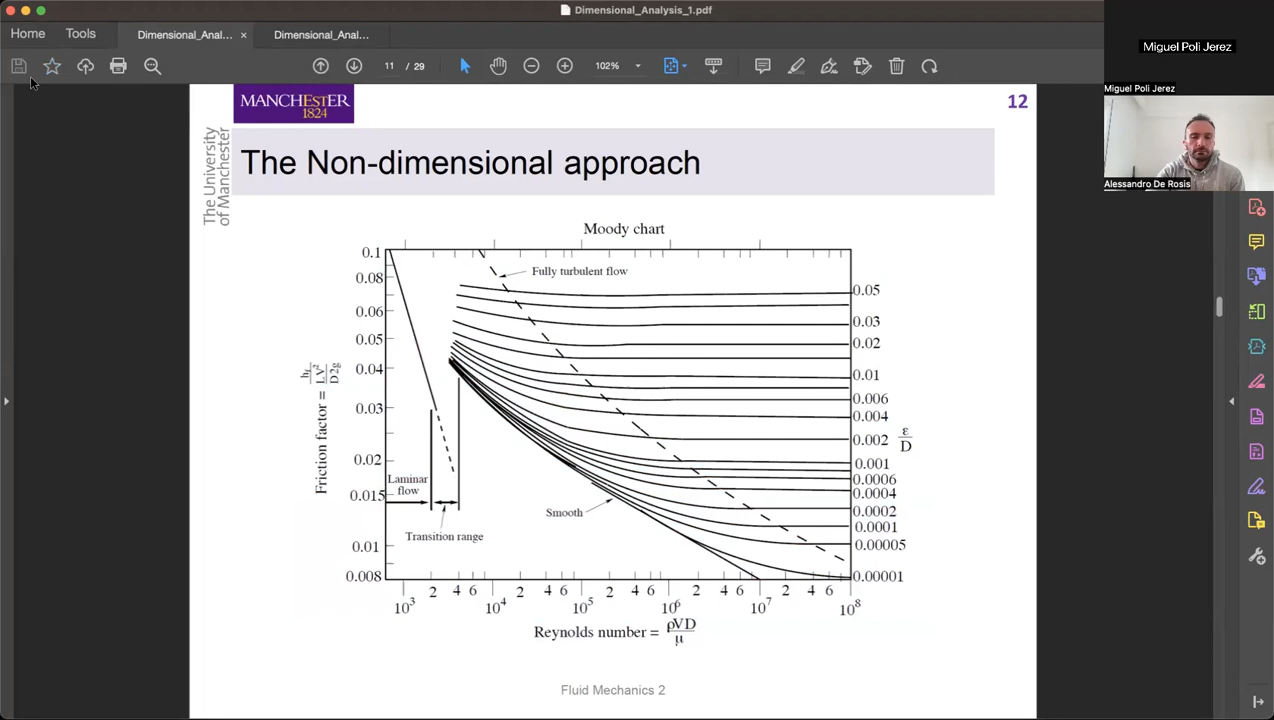 Dimensional_Analysis_1.pdf
Miguel Poli Jerez
Home
Tools
Dimensional_Anal... ×
Dimensional_Anal...
11 / 29
102%
Miguel Poli Jerez
Alessandro De Rosis
MANCHESTER
1824
The University
of Manchester
12
The Non-dimensional approach
Moody chart
Fully turbulent flow
Laminar
flow
Transition range
Smooth
0.1
0.08
0.06
0.05
0.04
0.03
0.02
0.015
0.01
0.008
Friction factor = hL / (L/D V²/2g)
0.05
0.03
0.02
0.01
0.006
0.004
0.002
0.001
0.0006
0.0004
0.0002
0.0001
0.00005
0.00001
ε
D
2 4 6 2 4 6 2 4 6 2 4 6 2 4 6
10³ 10⁴ 10⁵ 10⁶ 10⁷ 10⁸
Reynolds number = ρVD
μ
Fluid Mechanics 2